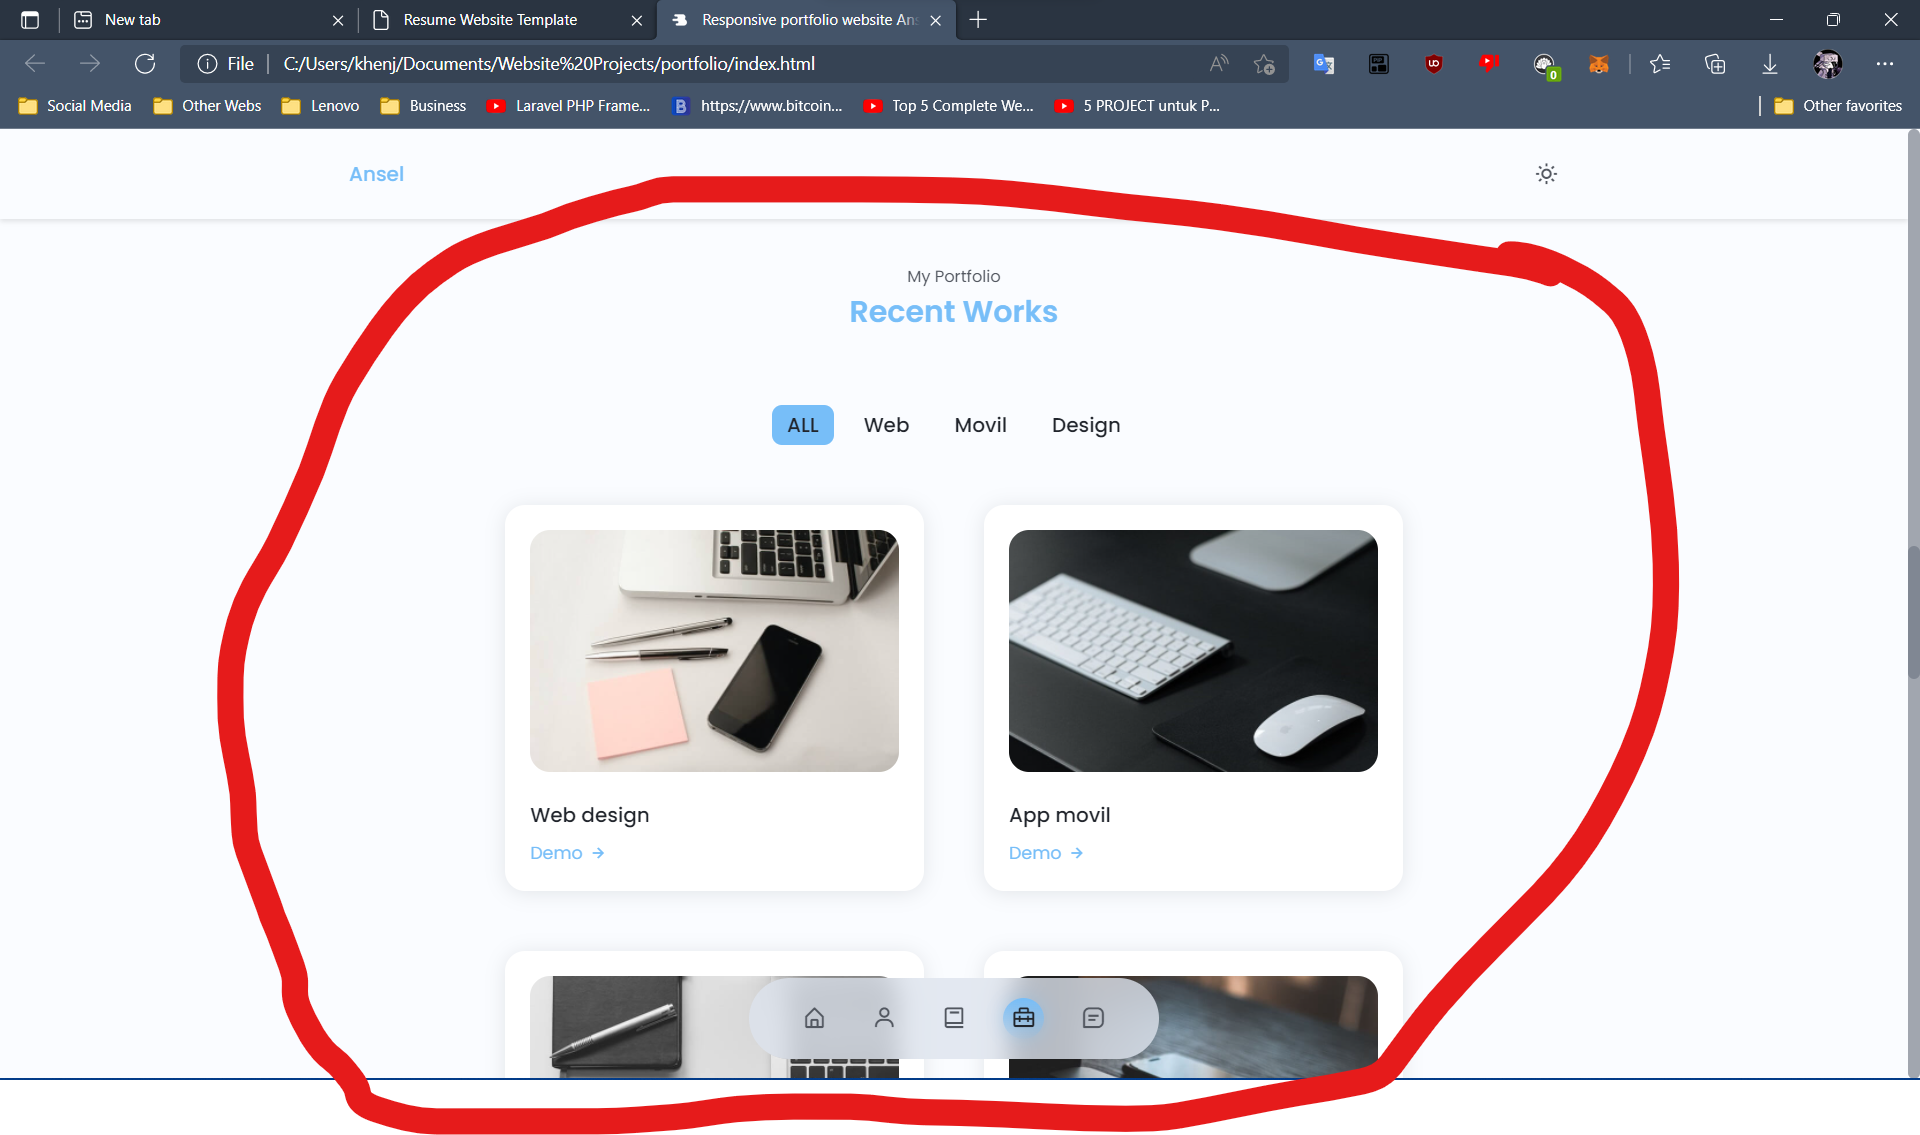 New tab
Resume Website Template
Responsive portfolio website Ans
File
C:/Users/khenj/Documents/Website%20Projects/portfolio/index.html
0
Social Media
Other Webs
Lenovo
Business
Laravel PHP Frame...
https://www.bitcoin...
Top 5 Complete We...
5 PROJECT untuk P...
Other favorites
Ansel
My Portfolio
Recent Works
ALL Web Movil Design
Web design
Demo →
App movil
Demo →